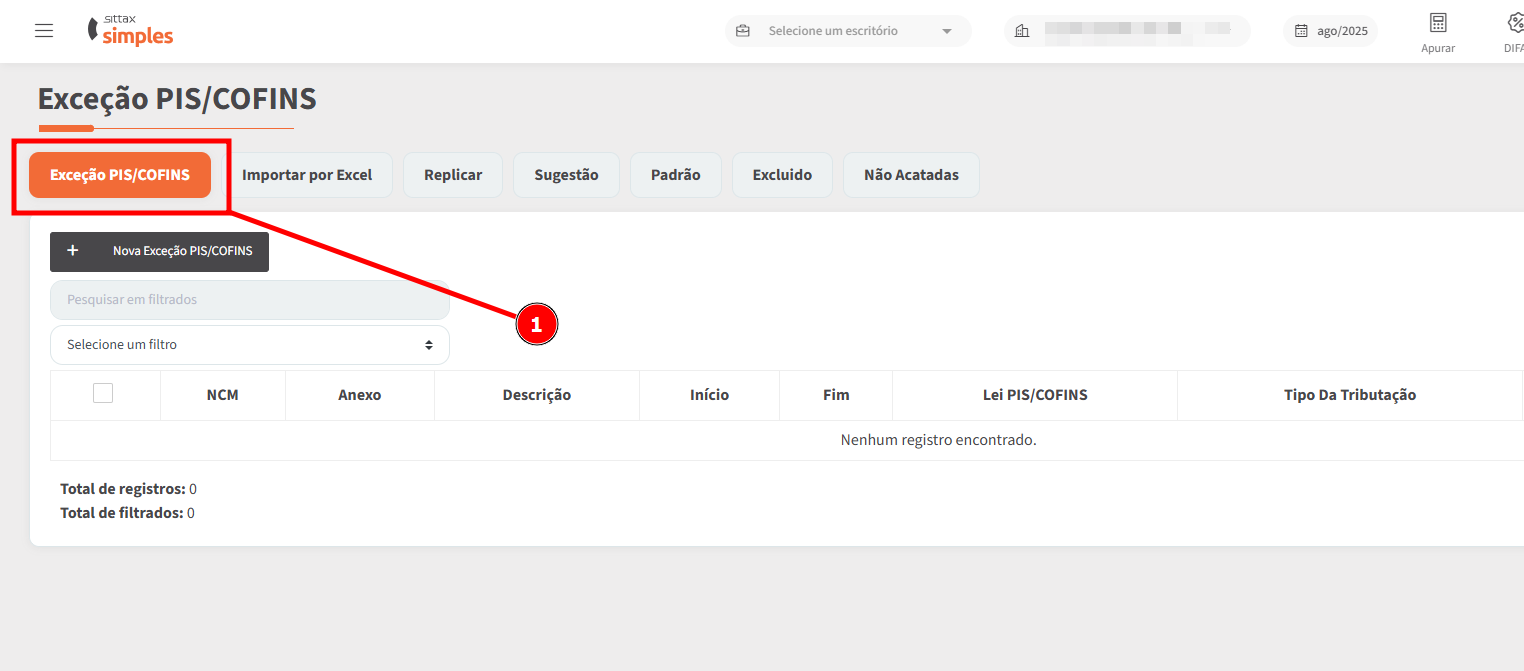 sittax
simples
Selecione um escritório
ago/2025
Apurar
DIFA
Exceção PIS/COFINS
Exceção PIS/COFINS
Importar por Excel
Replicar
Sugestão
Padrão
Excluido
Não Acatadas
+ Nova Exceção PIS/COFINS
Pesquisar em filtrados
1
Selecione um filtro
NCM
Anexo
Descrição
Início
Fim
Lei PIS/COFINS
Tipo Da Tributação
Nenhum registro encontrado.
Total de registros: 0
Total de filtrados: 0